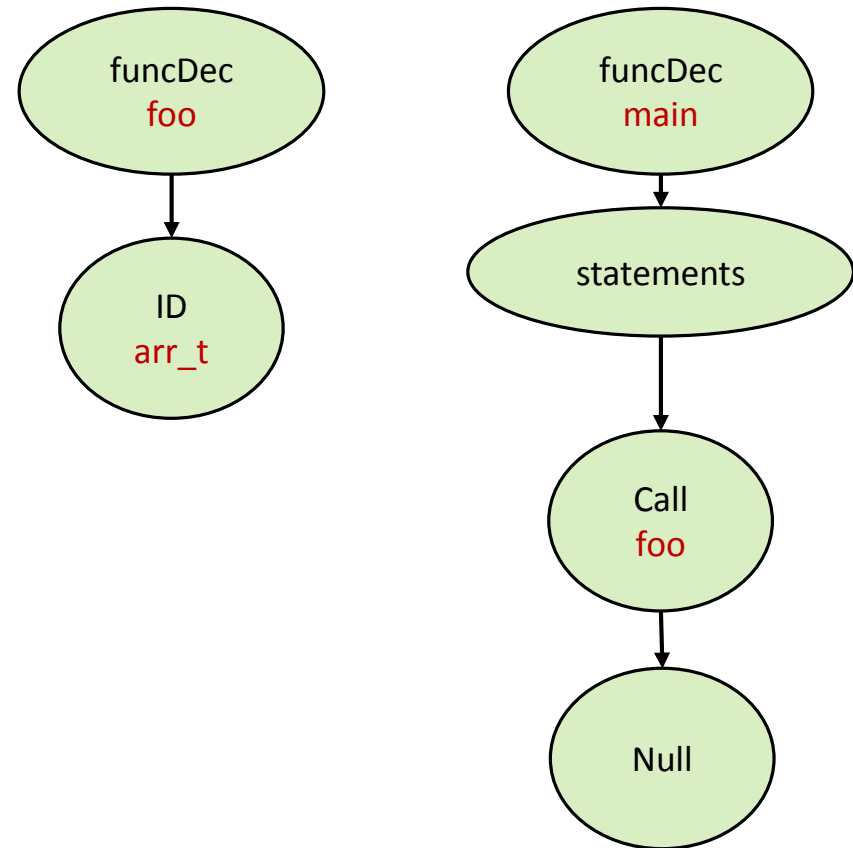 funcDec
foo
ID
arr_t
funcDec
main
statements
Call
foo
Null